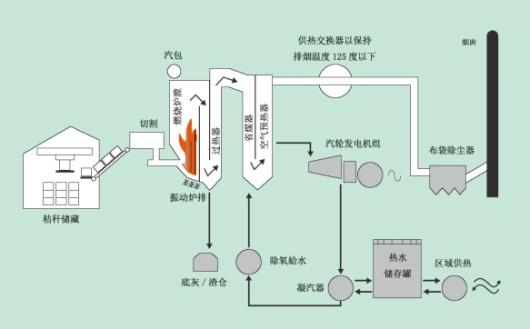 供热交换器以保持
排烟温度125度以下
烟囱
汽包
燃烧炉膛
过热器
省煤器
空气预热器
切割
汽轮发电机组
布袋除尘器
振动炉排
秸秆储藏
底灰/渣仓
除氧给水
凝汽器
热水
储存罐
区域供热